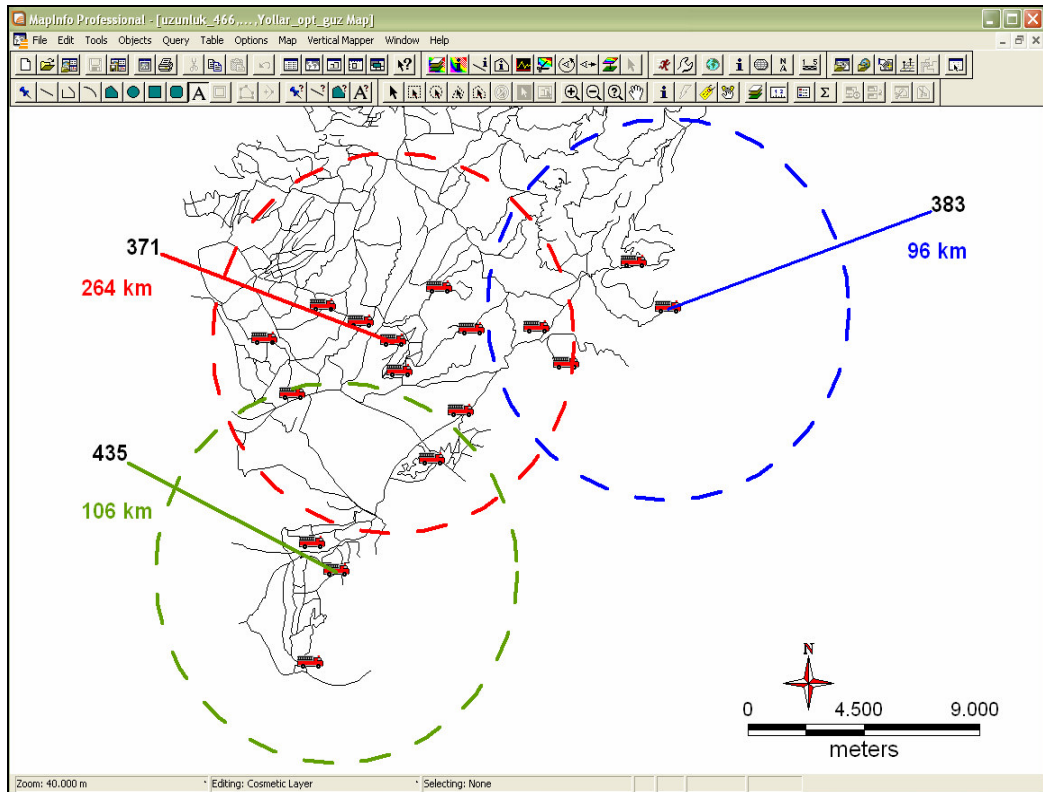 MapInfo Professional - [uzunluk_466,...,Yollar_opt_guz Map]
File Edit Tools Objects Query Table Options Map Vertical Mapper Window Help
383
371
96 km
264 km
435
106 km
N
0 4.500 9.000
meters
Zoom: 40.000 m Editing: Cosmetic Layer Selecting: None